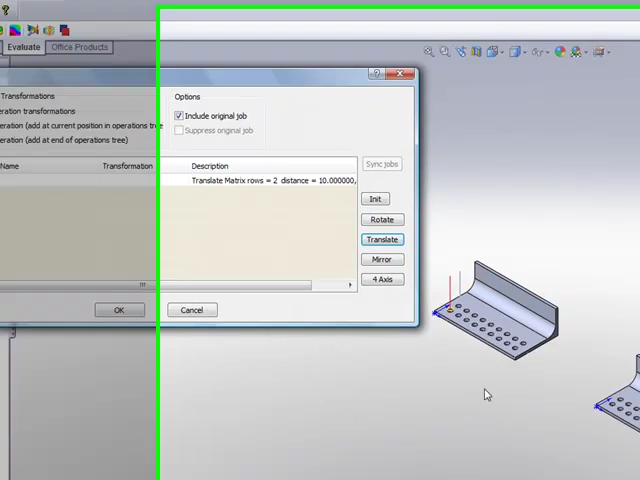 ?
Evaluate Office Products
Transformations
Options
eration transformations
Include original job
eration (add at current position in operations tree
Suppress original job
eration (add at end of operations tree)
Name Transformation Description
Sync jobs
Translate Matrix rows = 2 distance = 10.000000,
Init
Rotate
Translate
Mirror
4 Axis
OK Cancel